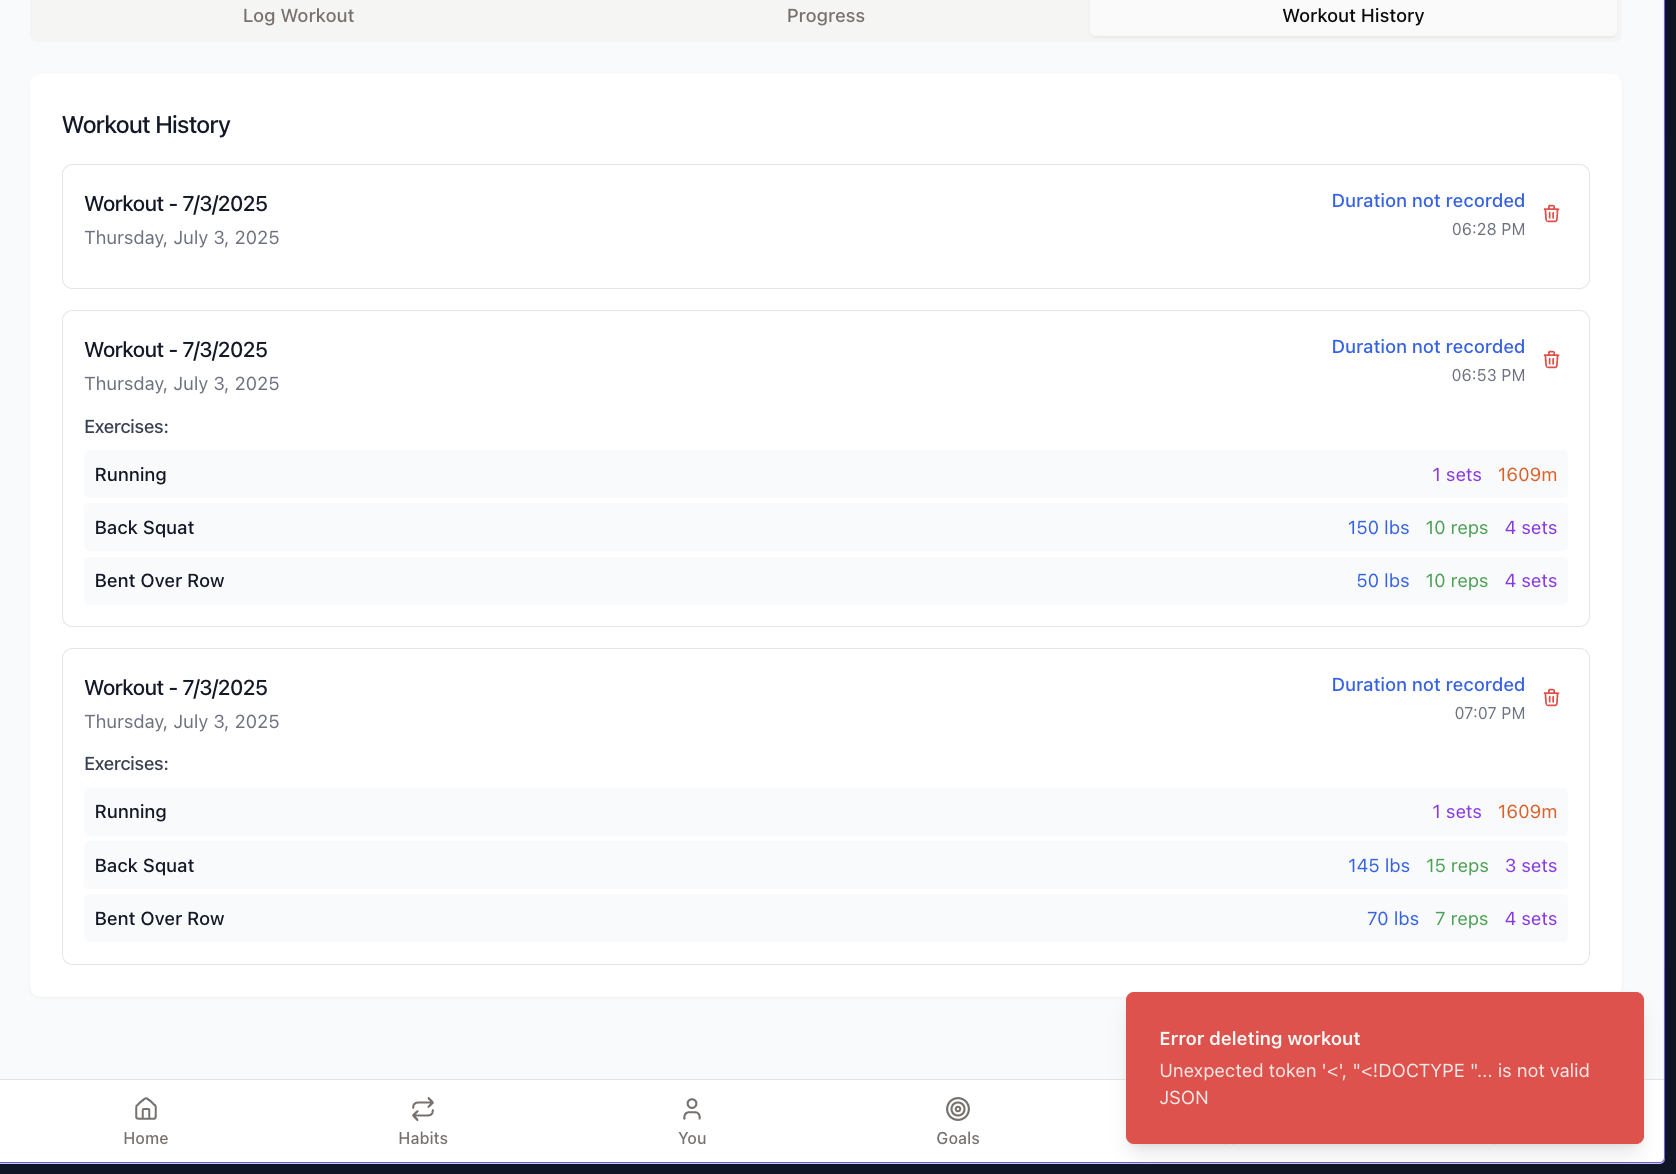 Log Workout
Progress
Workout History
Workout History
Workout - 7/3/2025
Duration not recorded
Thursday, July 3, 2025
06:28 PM
Workout - 7/3/2025
Duration not recorded
Thursday, July 3, 2025
06:53 PM
Exercises:
Running 1 sets 1609m
Back Squat 150 lbs 10 reps 4 sets
Bent Over Row 50 lbs 10 reps 4 sets
Workout - 7/3/2025
Duration not recorded
Thursday, July 3, 2025
07:07 PM
Exercises:
Running 1 sets 1609m
Back Squat 145 lbs 15 reps 3 sets
Bent Over Row 70 lbs 7 reps 4 sets
Error deleting workout
Unexpected token '<', "<!DOCTYPE "... is not valid
JSON
Home
Habits
You
Goals